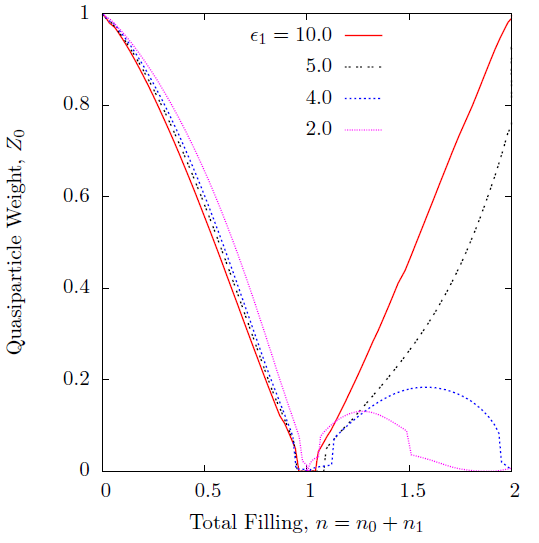 1
ϵ₁ = 10.0
5.0
4.0
2.0
0.8
0.6
0.4
0.2
0
Quasiparticle Weight, Z₀
0 0.5 1 1.5 2
Total Filling, n = n₀ + n₁